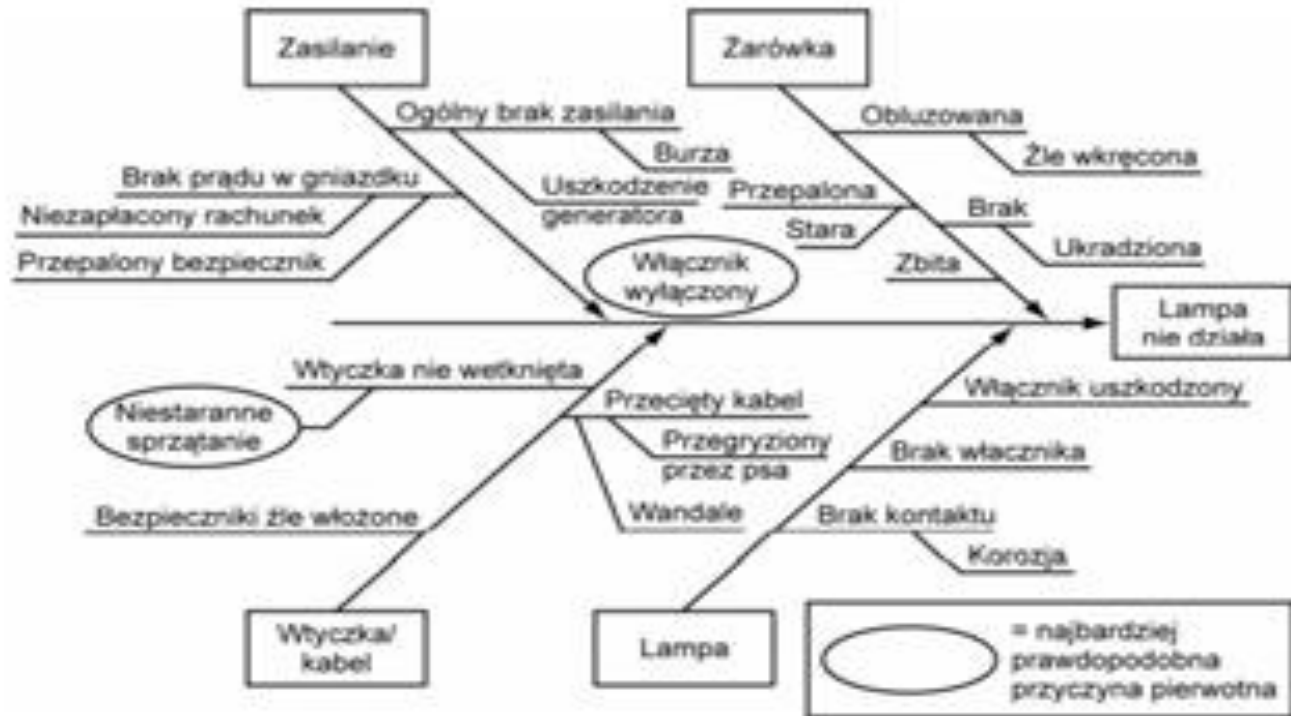 Zasilanie
Żarówka
Ogólny brak zasilania
Burza
Uszkodzenie
generatora
Brak prądu w gniazdku
Niezapłacony rachunek
Przepalony bezpiecznik
Włącznik
wyłączony
Obluzowana
Źle wkręcona
Przepalona
Stara
Brak
Ukradziona
Zbita
Lampa
nie działa
Wtyczka nie wetknięta
Niestaranne
sprzątanie
Przecięty kabel
Przegryziony
przez psa
Wandale
Bezpieczniki źle włożone
Włącznik uszkodzony
Brak włacznika
Brak kontaktu
Korozja
Wtyczka/
kabel
Lampa
= najbardziej
prawdopodobna
przyczyna pierwotna